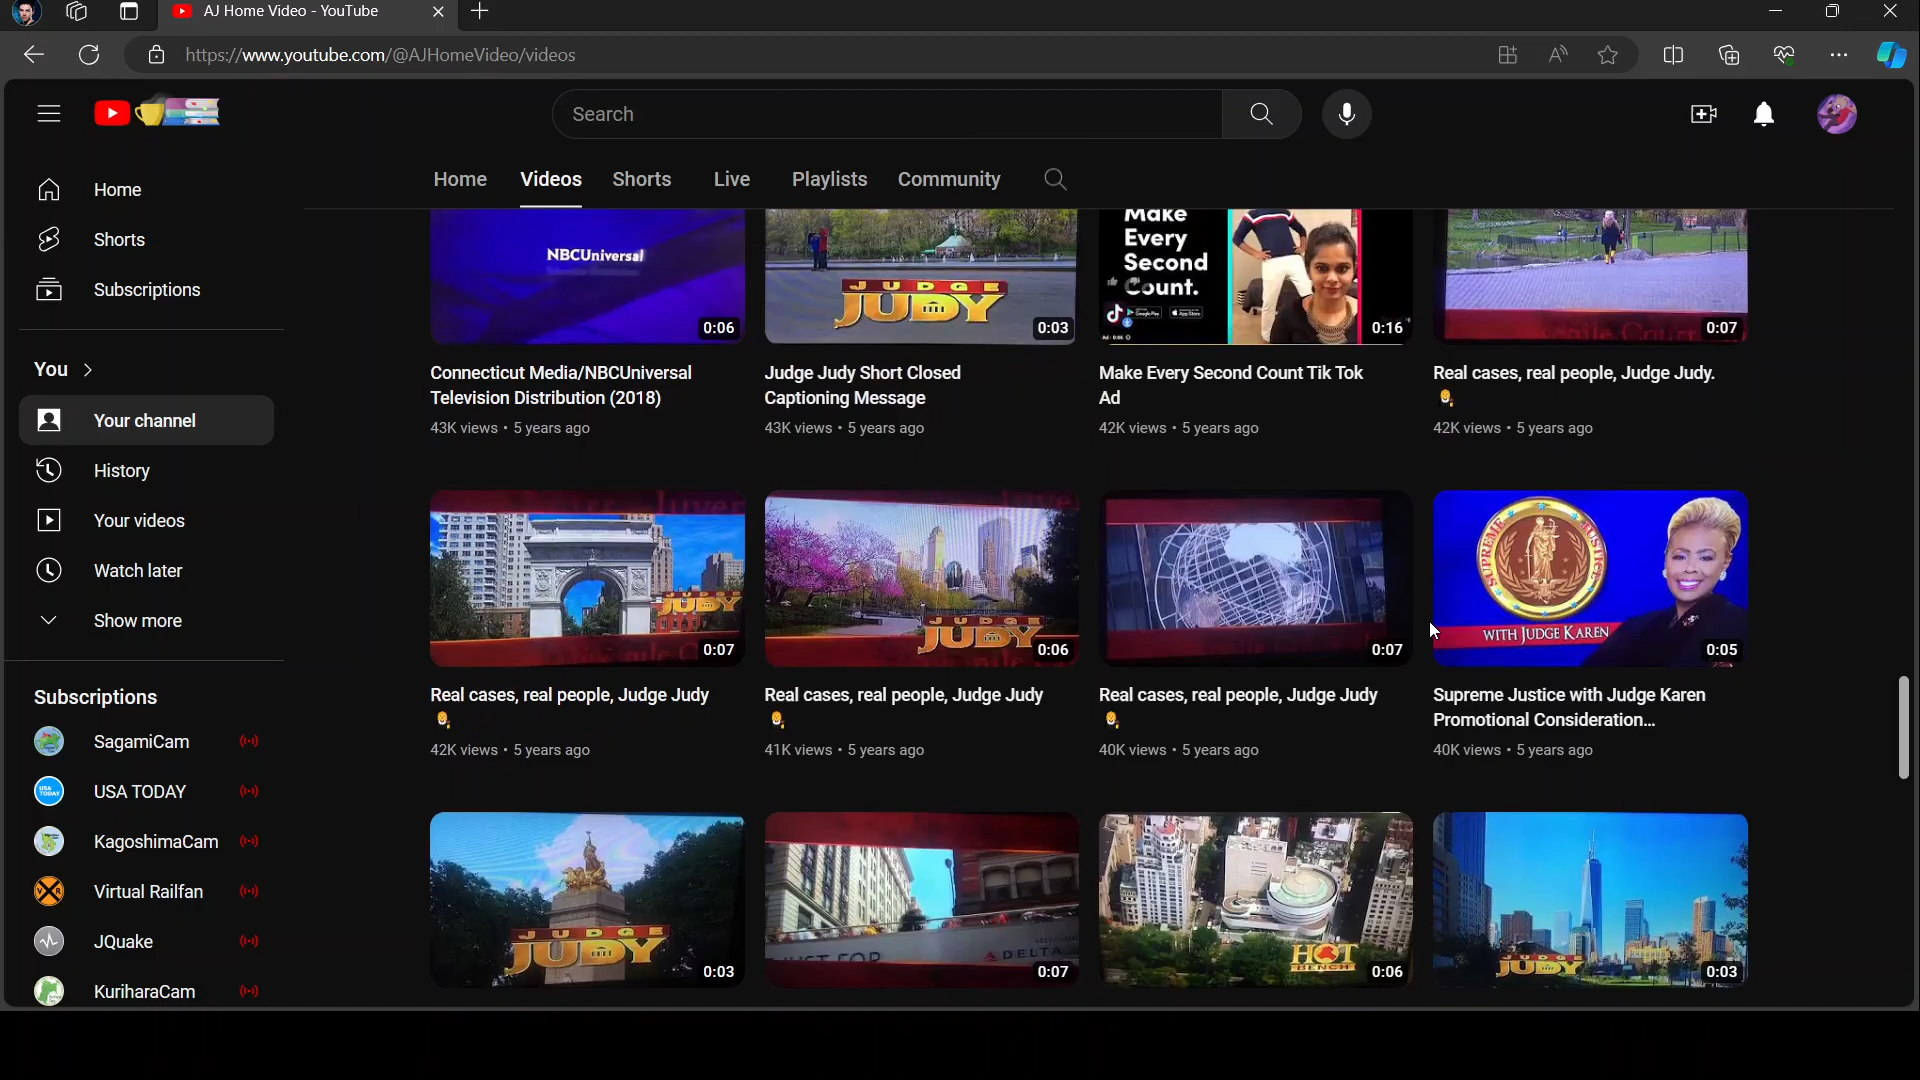 AJ Home Video - YouTube
https://www.youtube.com/@AJHomeVideo/videos
Search
Home
Videos
Shorts
Live
Playlists
Community
Home
Shorts
Subscriptions
You
Your channel
History
Your videos
Watch later
Show more
Subscriptions
SagamiCam
USA TODAY
USA TODAY
KagoshimaCam
Virtual Railfan
JQuake
KuriharaCam
NBCUniversal
0:06
JUDGE
JUDY
0:03
Make
Every
Second
Count.
Google Play
App Store
0:16
0:07
Connecticut Media/NBCUniversal
Television Distribution (2018)
43K views • 5 years ago
Judge Judy Short Closed
Captioning Message
43K views • 5 years ago
Make Every Second Count Tik Tok
Ad
42K views • 5 years ago
Real cases, real people, Judge Judy.
42K views • 5 years ago
JUDY
0:07
JUDGE
JUDY
0:06
0:07
SUPREME JUSTICE
WITH JUDGE KAREN
0:05
Real cases, real people, Judge Judy
42K views • 5 years ago
Real cases, real people, Judge Judy
41K views • 5 years ago
Real cases, real people, Judge Judy
40K views • 5 years ago
Supreme Justice with Judge Karen
Promotional Consideration...
40K views • 5 years ago
JUDGE
JUDY
0:03
DELTA
0:07
HOT
BENCH
0:06
JUDGE
JUDY
0:03